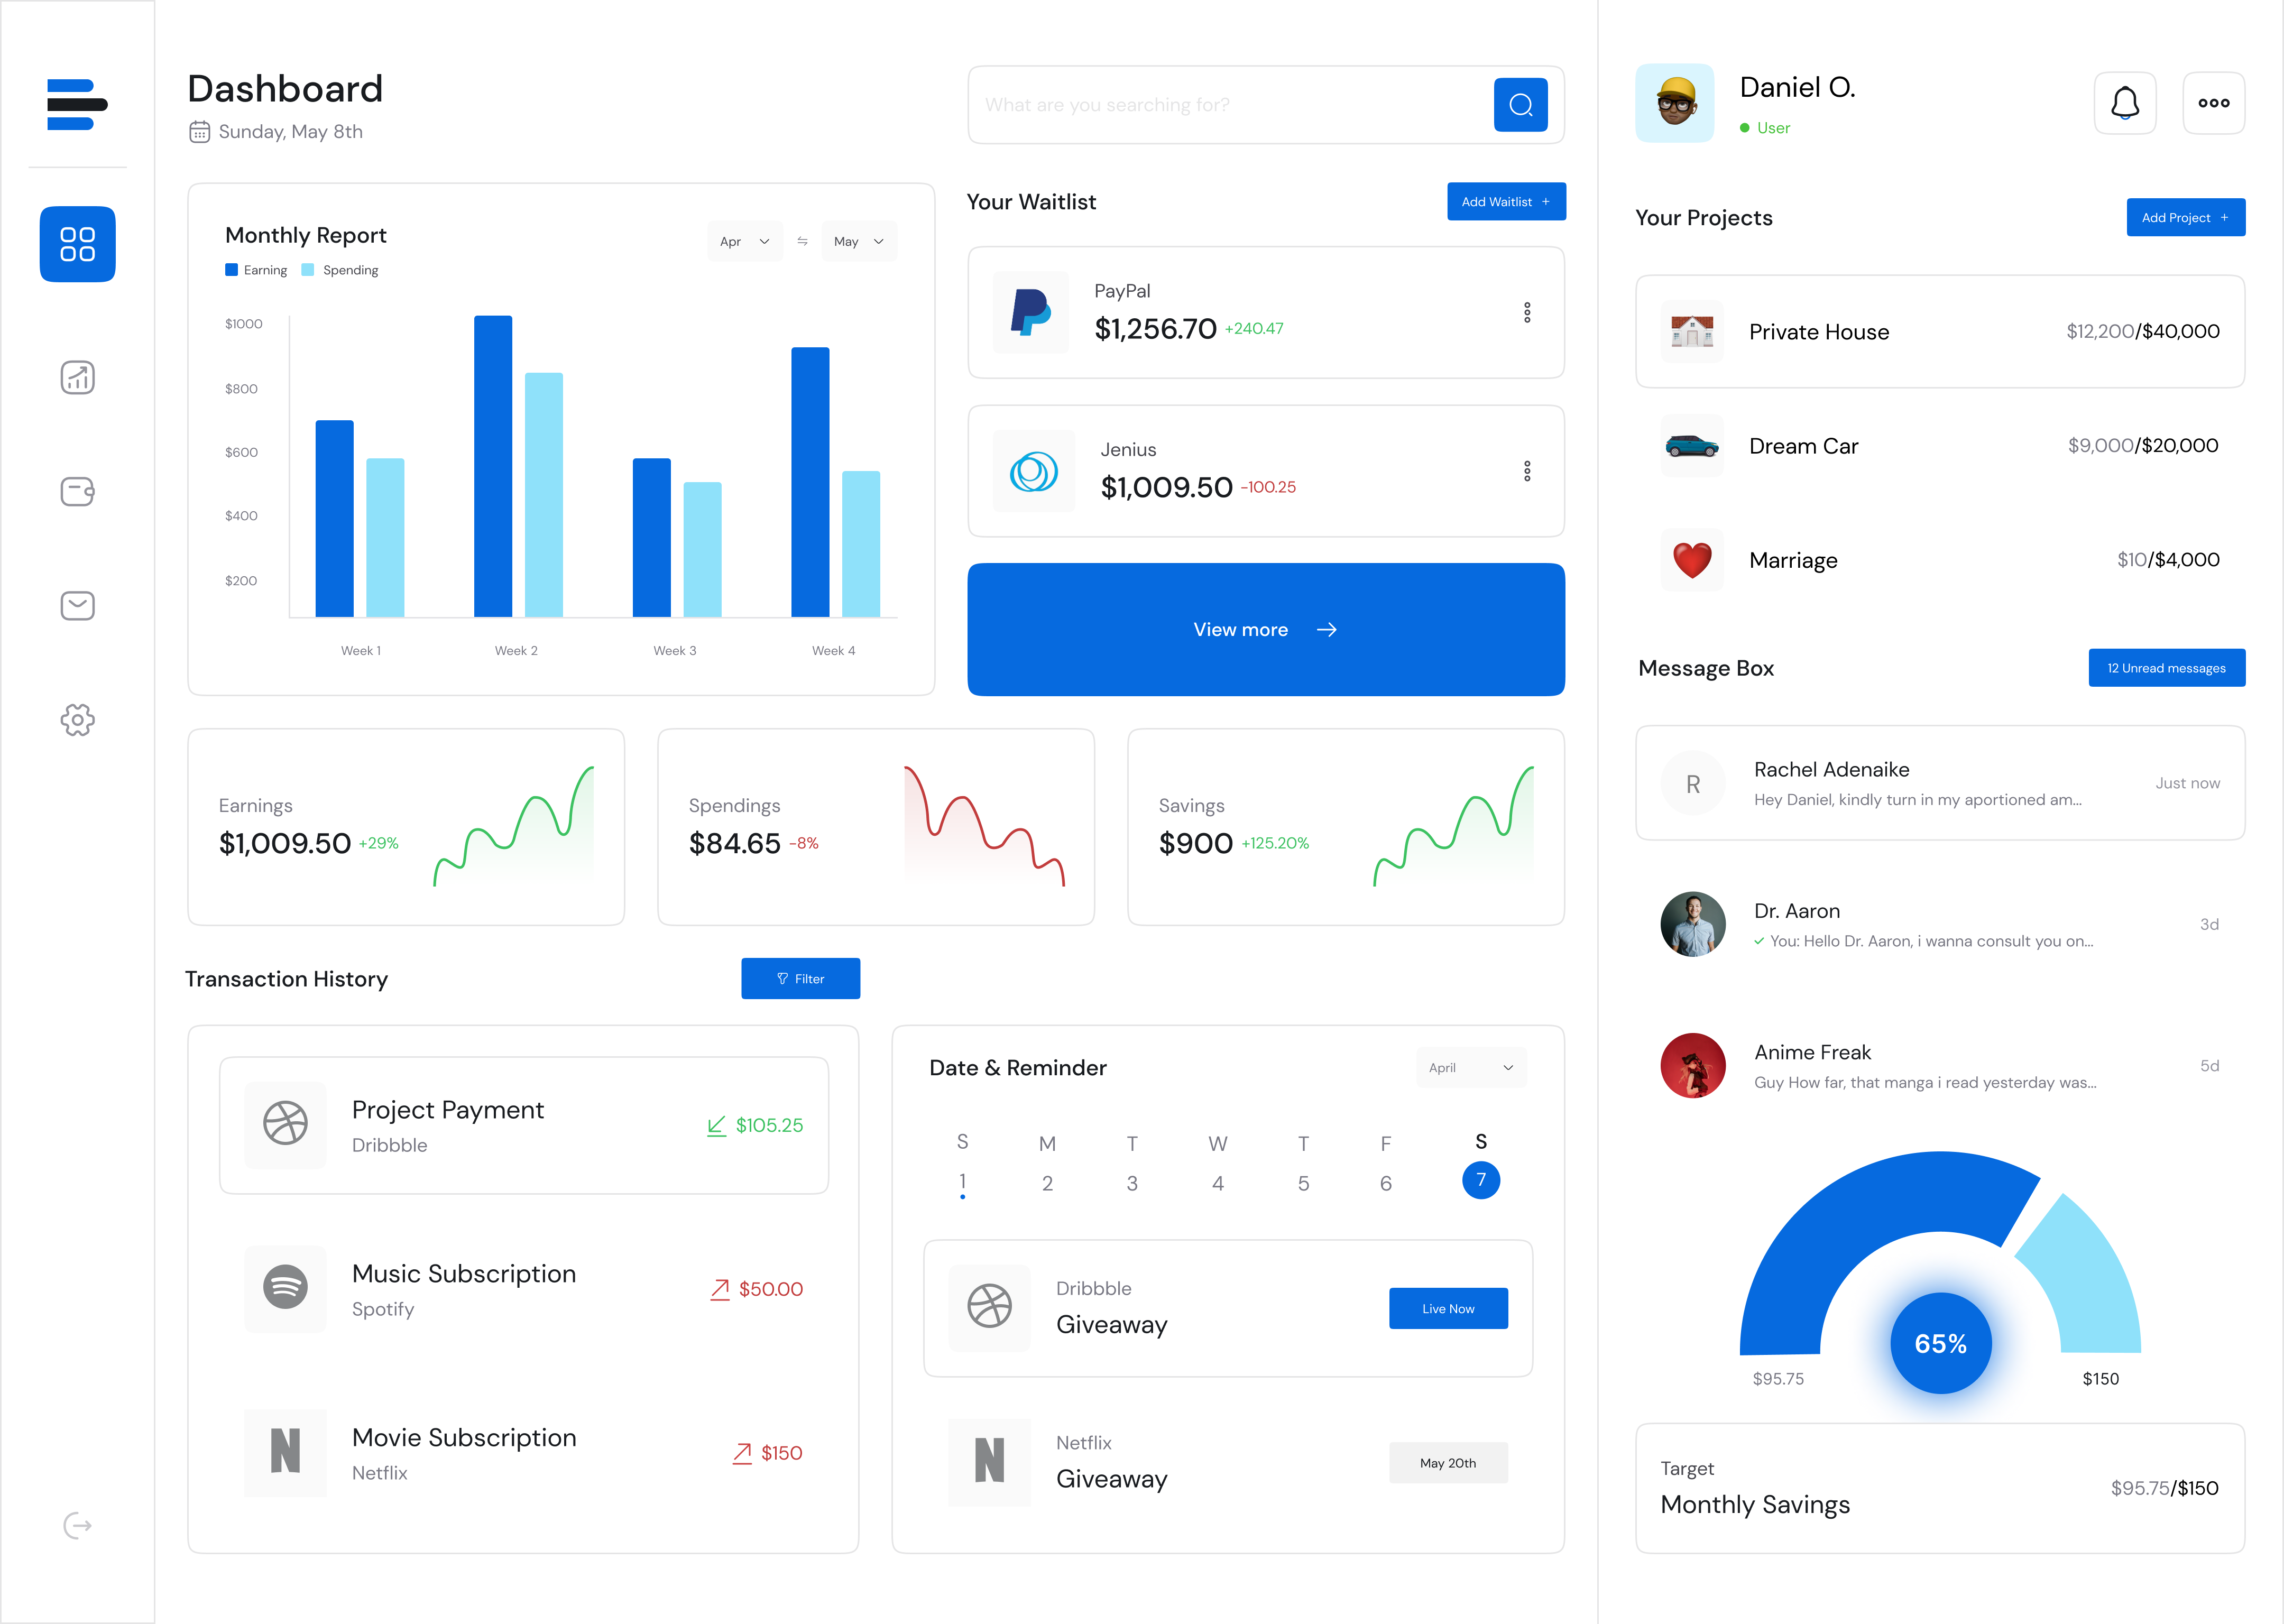 Dashboard
Sunday, May 8th
What are you searching for?
Monthly Report
Earning Spending
Apr May
$1000
$800
$600
$400
$200
Week 1 Week 2 Week 3 Week 4
Your Waitlist
Add Waitlist +
PayPal
$1,256.70 +240.47
Jenius
$1,009.50 -100.25
View more
Earnings
$1,009.50 +29%
Spendings
$84.65 -8%
Savings
$900 +125.20%
Transaction History
Filter
Project Payment
Dribbble
$105.25
Music Subscription
Spotify
$50.00
Movie Subscription
Netflix
$150
Date & Reminder
April
S M T W T F S
1 2 3 4 5 6 7
Dribbble
Giveaway
Live Now
Netflix
Giveaway
May 20th
Daniel O.
User
Your Projects
Add Project +
Private House
$12,200/$40,000
Dream Car
$9,000/$20,000
Marriage
$10/$4,000
Message Box
12 Unread messages
R
Rachel Adenaike
Hey Daniel, kindly turn in my aportioned am...
Just now
Dr. Aaron
You: Hello Dr. Aaron, i wanna consult you on...
3d
Anime Freak
Guy How far, that manga i read yesterday was...
5d
65%
$95.75
$150
Target
Monthly Savings
$95.75/$150